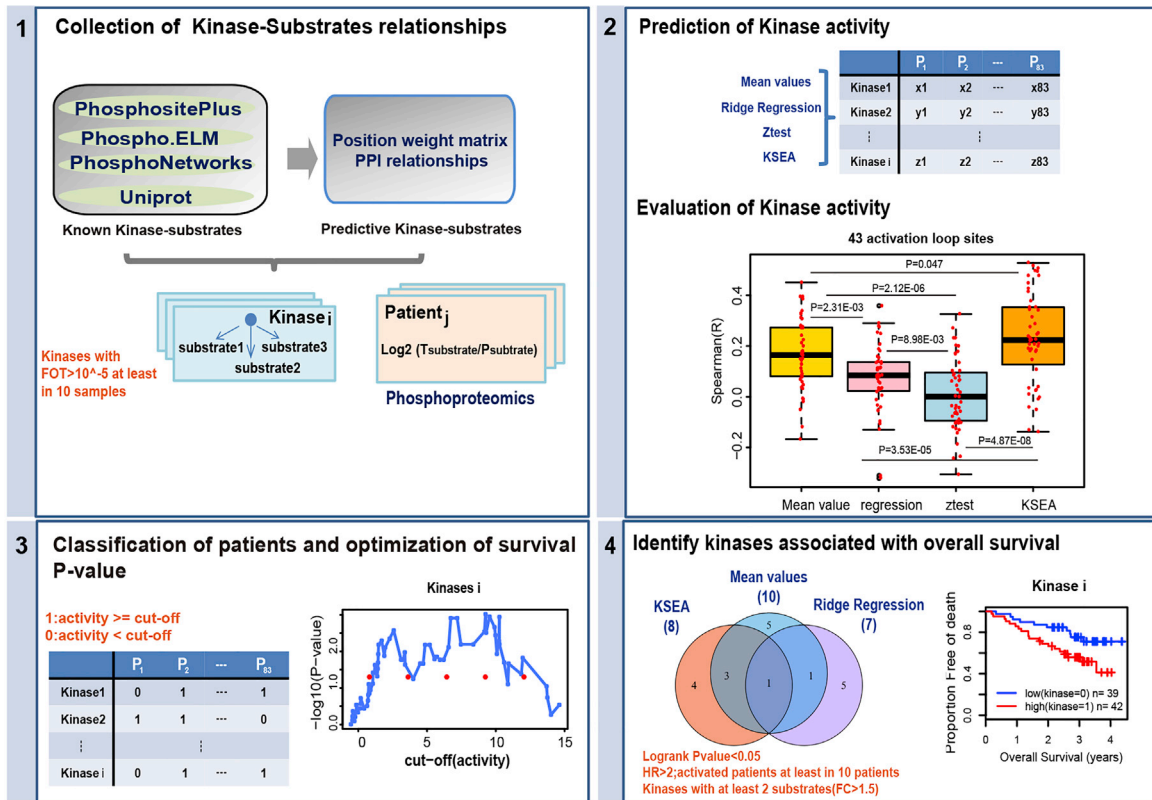 1 Collection of Kinase-Substrates relationships
PhosphositePlus
Phospho.ELM
PhosphoNetworks
Uniprot
Position weight matrix
PPI relationships
Known Kinase-substrates
Predictive Kinase-substrates
Kinase i
substrate1
substrate3
substrate2
Kinases with
FOT>10^-5 at least
in 10 samples
Patient j
Log2 (Tsubstrate/Psubtrate)
Phosphoproteomics
2 Prediction of Kinase activity
Mean values
Ridge Regression
Ztest
KSEA
P1 P2 --- P83
Kinase1 x1 x2 --- x83
Kinase2 y1 y2 --- y83
⋮ ⋮
Kinase i z1 z2 --- z83
Evaluation of Kinase activity
43 activation loop sites
P=0.047
P=2.12E-06
P=2.31E-03
P=8.98E-03
P=4.87E-08
P=3.53E-05
Spearman(R)
0.4
0.2
0.0
−0.2
Mean value regression ztest KSEA
3 Classification of patients and optimization of survival
P-value
1:activity >= cut-off
0:activity < cut-off
P1 P2 --- P83
Kinase1 0 1 --- 1
Kinase2 1 1 --- 0
⋮ ⋮
Kinase i 0 1 --- 1
Kinases i
−log10(P−value)
2.0
1.0
0.0
0 5 10 15
cut−off(activity)
4 Identify kinases associated with overall survival
Mean values
(10)
KSEA
(8)
Ridge Regression
(7)
5
4 3 1 1 5
Logrank Pvalue<0.05
HR>2;activated patients at least in 10 patients
Kinases with at least 2 substrates(FC>1.5)
Kinase i
Proportion Free of death
0.8
0.4
0
low(kinase=0) n= 39
high(kinase=1) n= 42
0 1 2 3 4
Overall Survival (years)